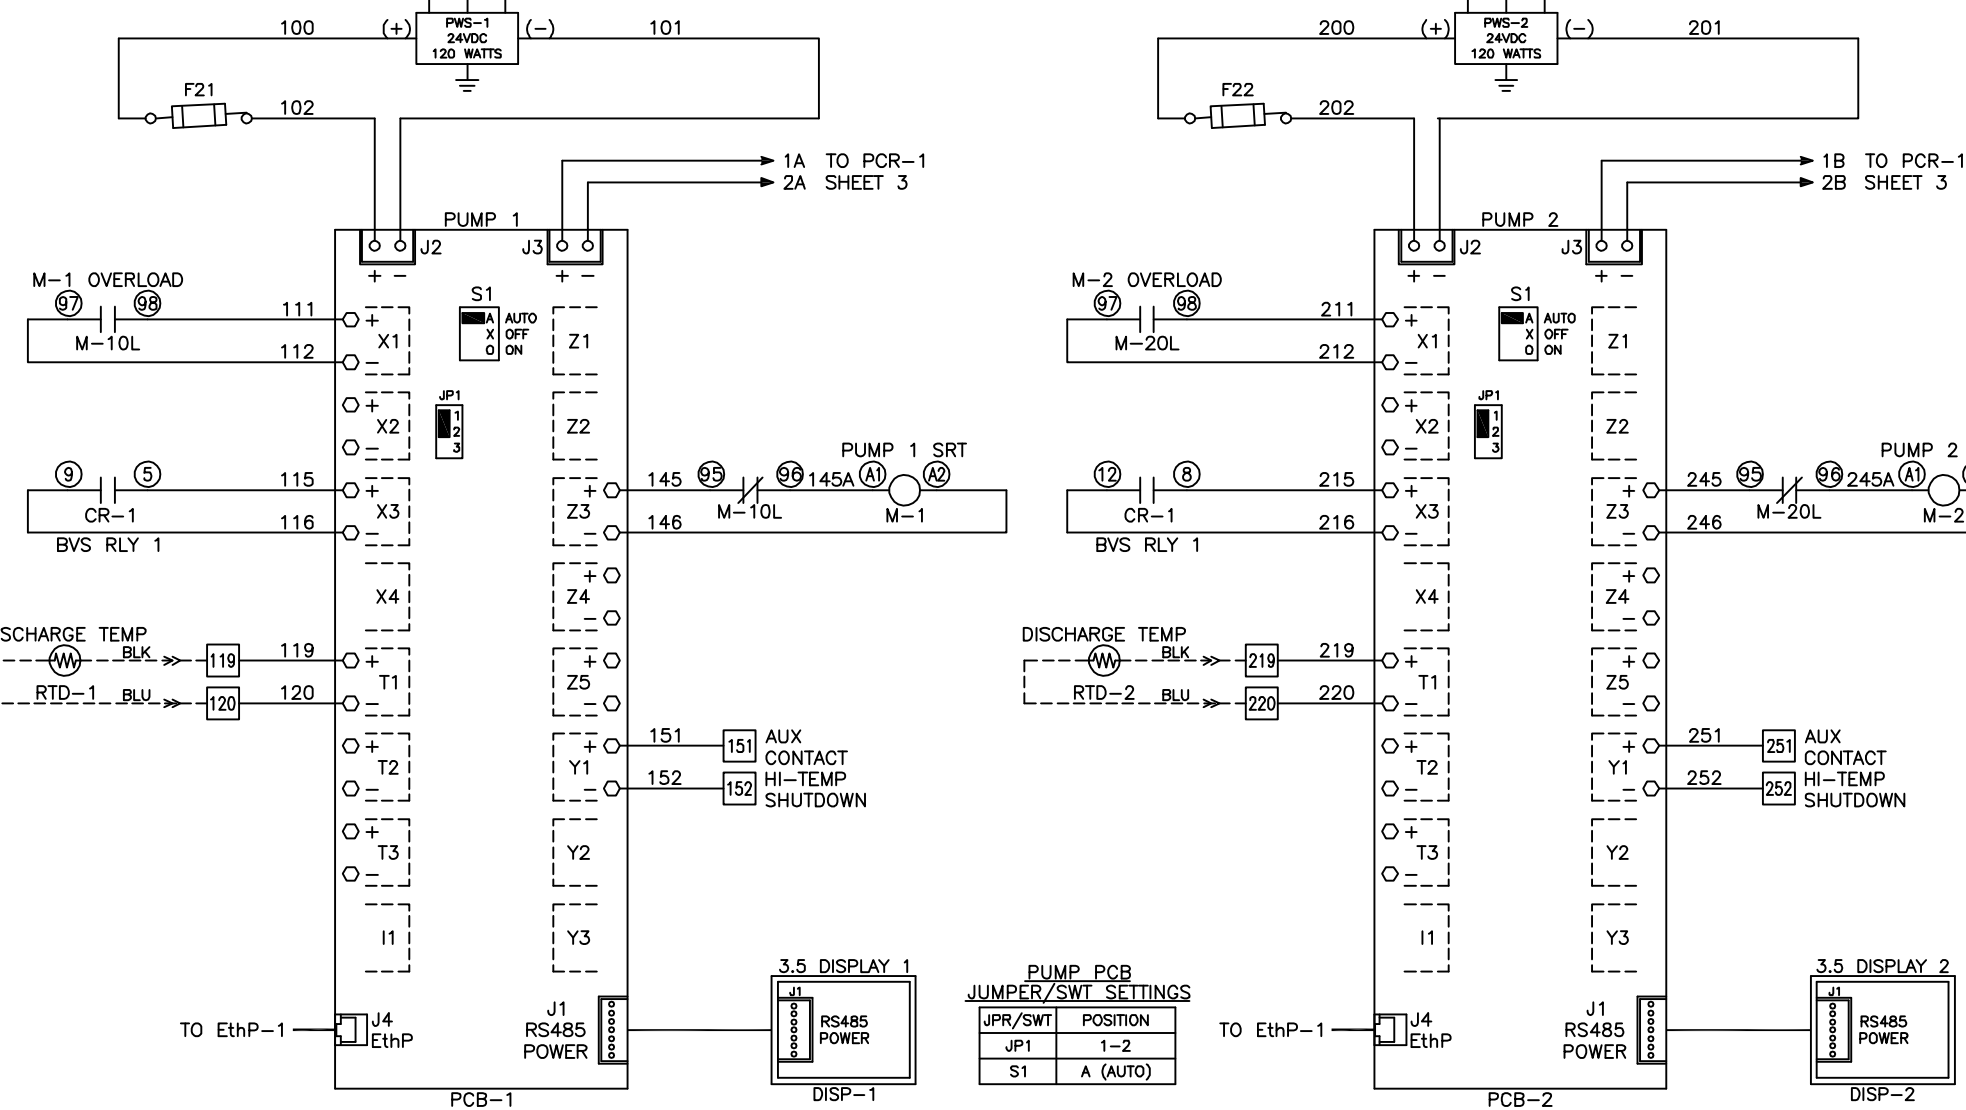 100
(+)
PWS-1
24VDC
120 WATTS
(-)
101
F21
102
1A TO PCR-1
2A SHEET 3
PUMP 1
J2
J3
+ -
+ -
M-1 OVERLOAD
97
98
M-10L
111
112
+
X1
-
S1
A AUTO
X OFF
O ON
Z1
JP1
1
2
3
+
X2
-
Z2
9
5
CR-1
BVS RLY 1
115
116
+
X3
-
+
Z3
-
145
146
95
96
M-10L
145A
PUMP 1 SRT
A1
A2
M-1
X4
+
Z4
-
SCHARGE TEMP
BLK
119
119
RTD-1
BLU
120
120
+
T1
-
+
Z5
-
+
T2
-
+
Y1
-
151
151
AUX
CONTACT
152
152
HI-TEMP
SHUTDOWN
+
T3
-
Y2
I1
Y3
TO EthP-1
J4
EthP
J1
RS485
POWER
PCB-1
3.5 DISPLAY 1
J1
RS485
POWER
DISP-1
PUMP PCB
JUMPER/SWT SETTINGS
JPR/SWT POSITION
JP1 1-2
S1 A (AUTO)
200
(+)
PWS-2
24VDC
120 WATTS
(-)
201
F22
202
1B TO PCR-1
2B SHEET 3
PUMP 2
J2
J3
+ -
+ -
M-2 OVERLOAD
97
98
M-20L
211
212
+
X1
-
S1
A AUTO
X OFF
O ON
Z1
JP1
1
2
3
+
X2
-
Z2
12
8
CR-1
BVS RLY 1
215
216
+
X3
-
+
Z3
-
245
246
95
96
M-20L
245A
PUMP 2
A1
M-2
X4
+
Z4
-
DISCHARGE TEMP
BLK
219
219
RTD-2
BLU
220
220
+
T1
-
+
Z5
-
+
T2
-
+
Y1
-
251
251
AUX
CONTACT
252
252
HI-TEMP
SHUTDOWN
+
T3
-
Y2
I1
Y3
TO EthP-1
J4
EthP
J1
RS485
POWER
PCB-2
3.5 DISPLAY 2
J1
RS485
POWER
DISP-2